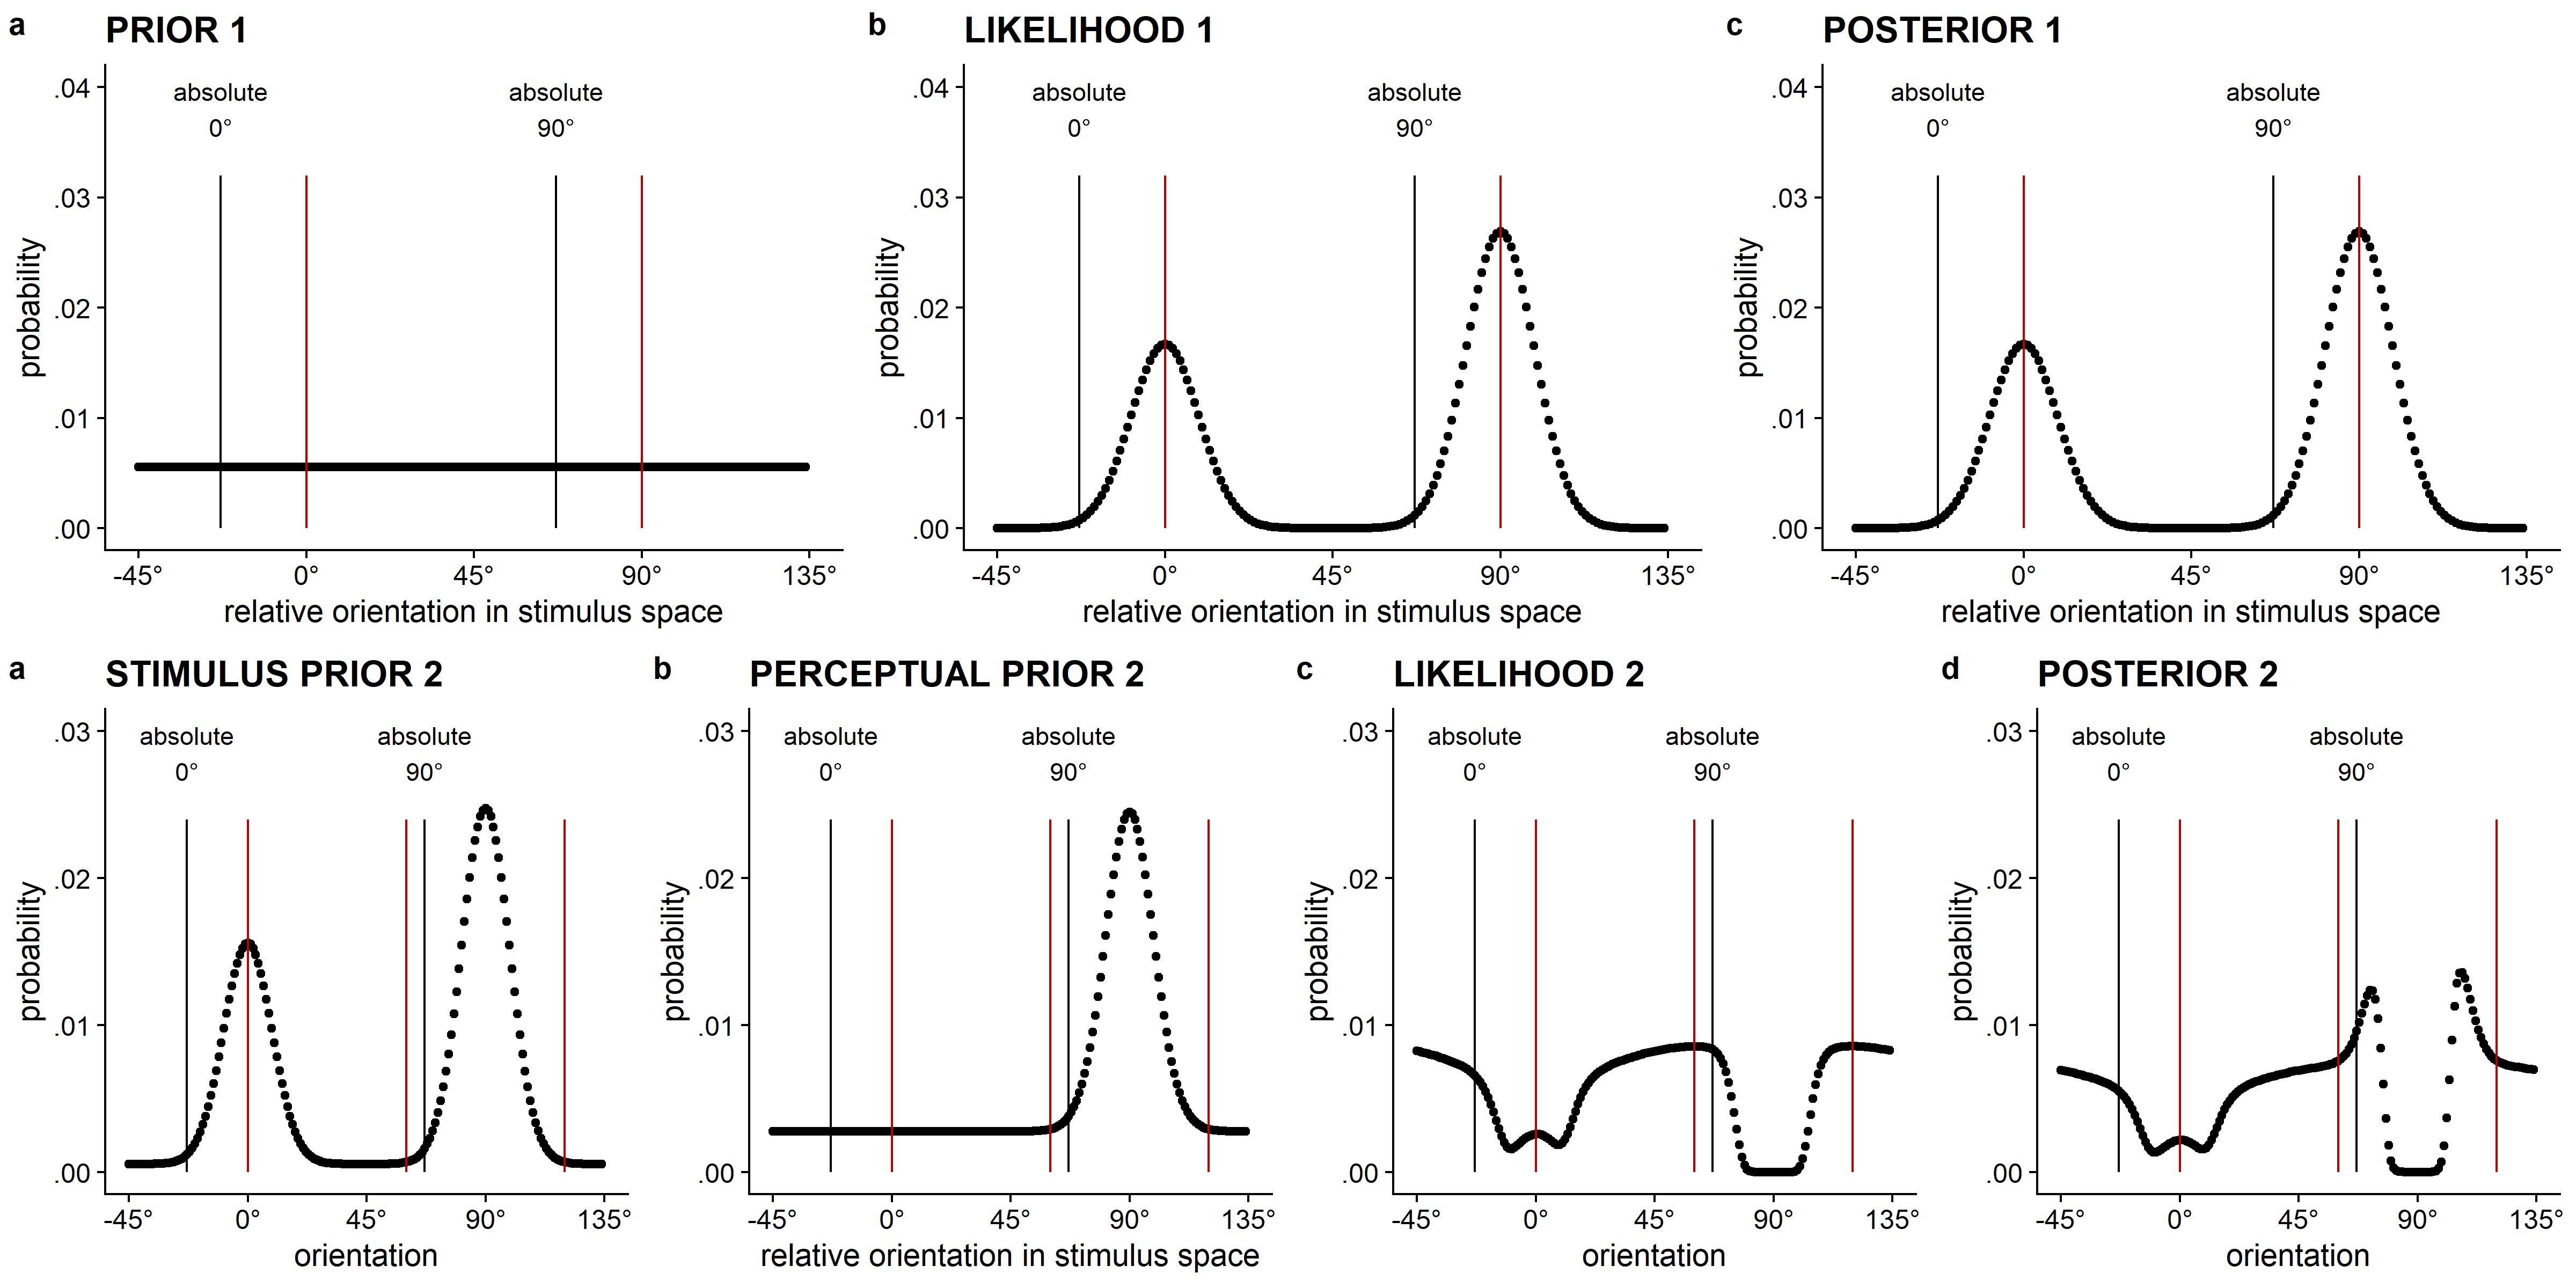 a PRIOR 1
.04
.03
.02
.01
.00
probability
absolute 0°
absolute 90°
-45° 0° 45° 90° 135°
relative orientation in stimulus space
b LIKELIHOOD 1
.04
.03
.02
.01
.00
probability
absolute 0°
absolute 90°
-45° 0° 45° 90° 135°
relative orientation in stimulus space
c POSTERIOR 1
.04
.03
.02
.01
.00
probability
absolute 0°
absolute 90°
-45° 0° 45° 90° 135°
relative orientation in stimulus space
a STIMULUS PRIOR 2
.03
.02
.01
.00
probability
absolute 0°
absolute 90°
-45° 0° 45° 90° 135°
orientation
b PERCEPTUAL PRIOR 2
.03
.02
.01
.00
probability
absolute 0°
absolute 90°
-45° 0° 45° 90° 135°
relative orientation in stimulus space
c LIKELIHOOD 2
.03
.02
.01
.00
probability
absolute 0°
absolute 90°
-45° 0° 45° 90° 135°
orientation
d POSTERIOR 2
.03
.02
.01
.00
probability
absolute 0°
absolute 90°
-45° 0° 45° 90° 135°
orientation